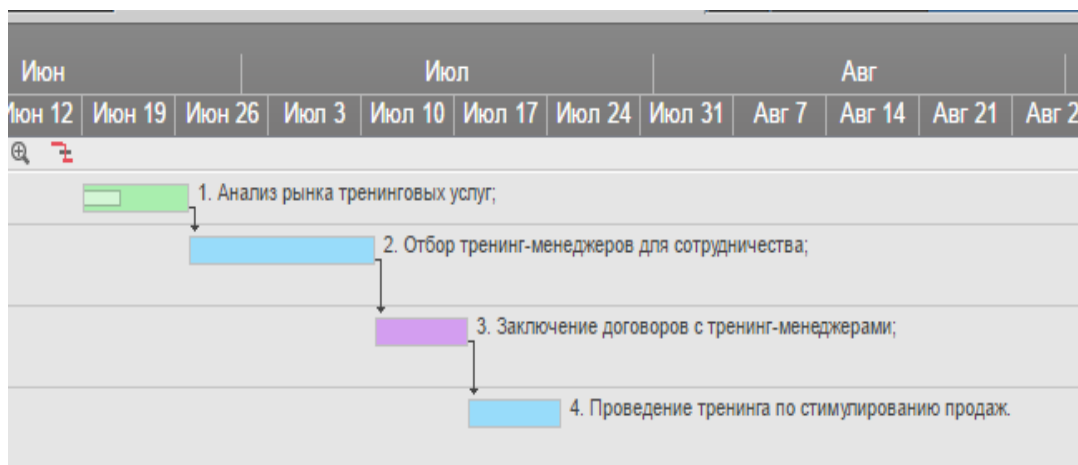 Июн Июл Авг
Июн 12 Июн 19 Июн 26 Июл 3 Июл 10 Июл 17 Июл 24 Июл 31 Авг 7 Авг 14 Авг 21 Авг 2
1. Анализ рынка тренинговых услуг;
2. Отбор тренинг-менеджеров для сотрудничества;
3. Заключение договоров с тренинг-менеджерами;
4. Проведение тренинга по стимулированию продаж.